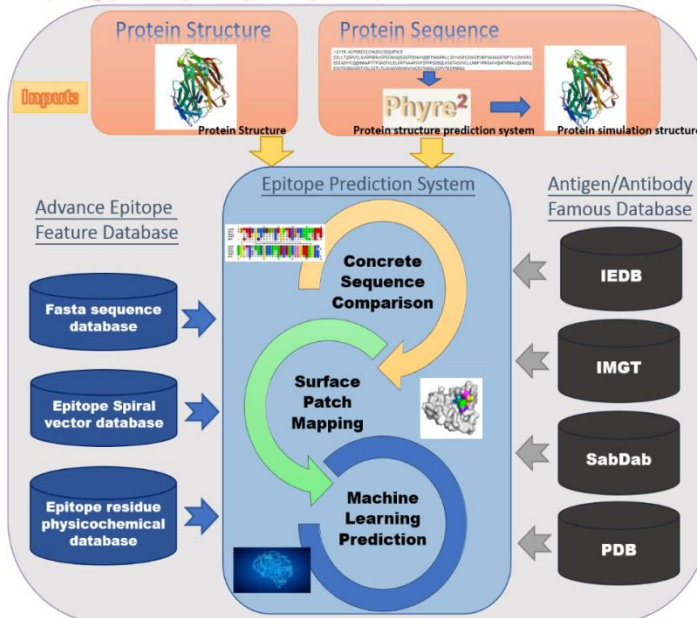 Protein Structure
Protein Sequence
Input:
Phyre2
Protein Structure
Protein structure prediction system
Protein simulation structure
Advance Epitope
Feature Database
Fasta sequence
database
Epitope Spiral
vector database
Epitope residue
physicochemical
database
Epitope Prediction System
Concrete
Sequence
Comparison
Surface
Patch
Mapping
Machine
Learning
Prediction
Antigen/Antibody
Famous Database
IEDB
IMGT
SabDab
PDB